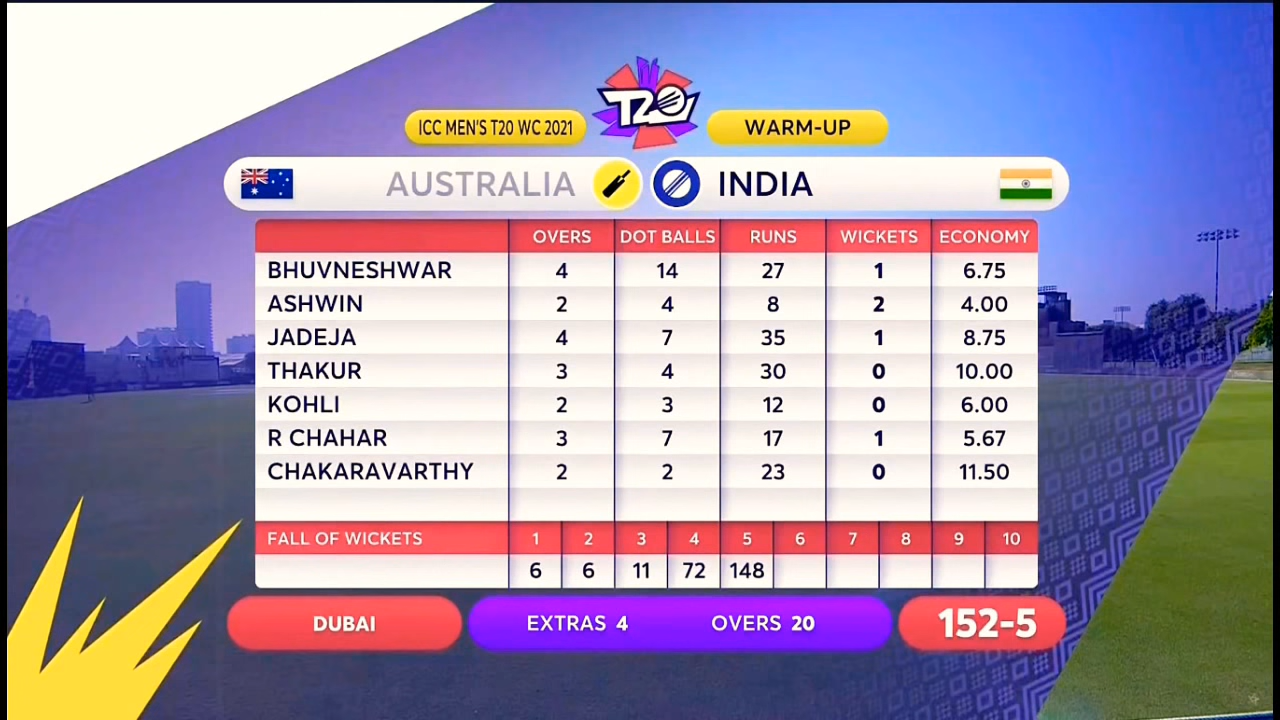 T20
ICC MEN'S T20 WC 2021 WARM-UP
AUSTRALIA INDIA
OVERS DOT BALLS RUNS WICKETS ECONOMY
BHUVNESHWAR 4 14 27 1 6.75
ASHWIN 2 4 8 2 4.00
JADEJA 4 7 35 1 8.75
THAKUR 3 4 30 0 10.00
KOHLI 2 3 12 0 6.00
R CHAHAR 3 7 17 1 5.67
CHAKARAVARTHY 2 2 23 0 11.50
FALL OF WICKETS 1 2 3 4 5 6 7 8 9 10
6 6 11 72 148
DUBAI EXTRAS 4 OVERS 20 152-5